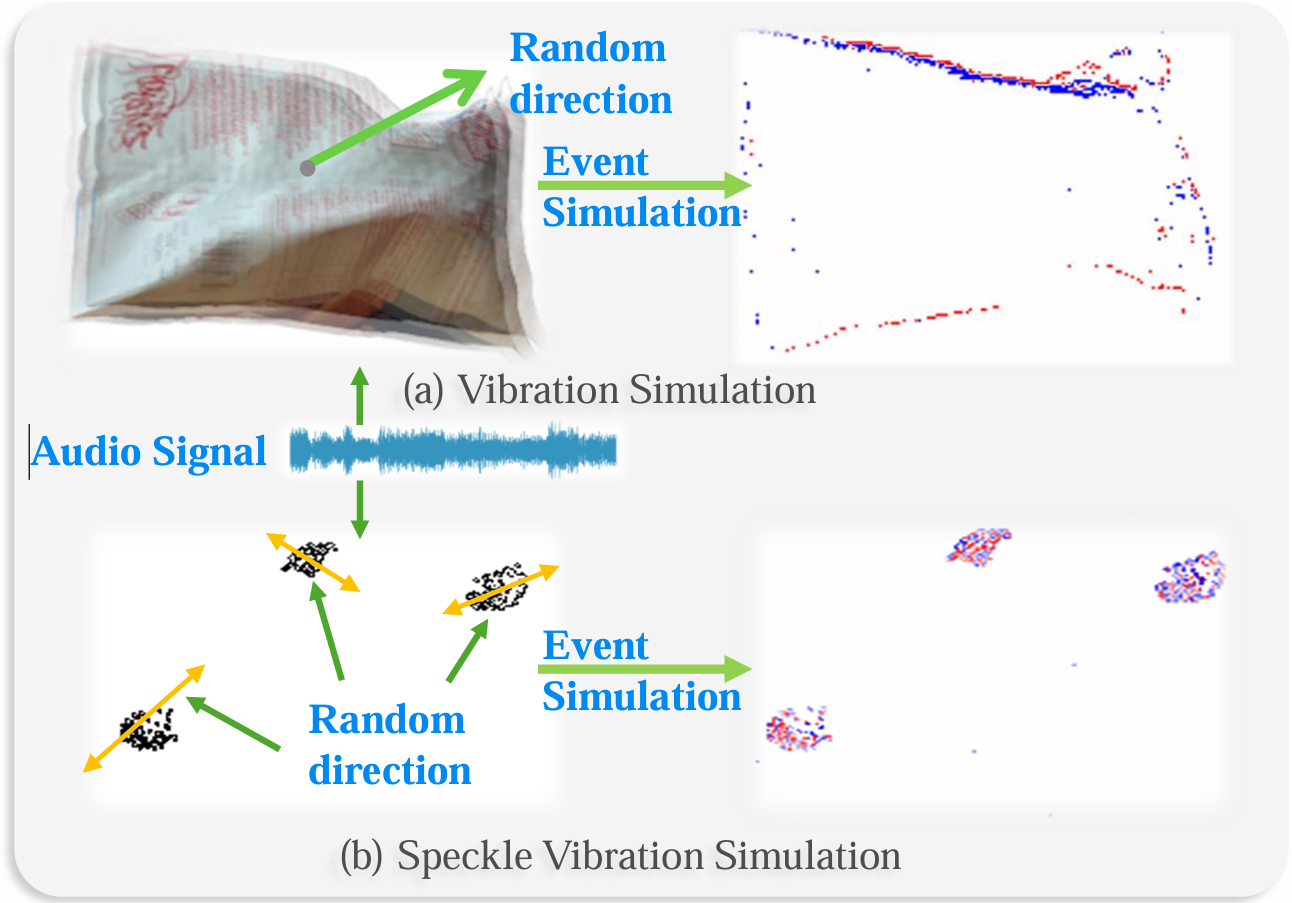 Random
direction
Event
Simulation
(a) Vibration Simulation
Audio Signal
Event
Simulation
Random
direction
(b) Speckle Vibration Simulation